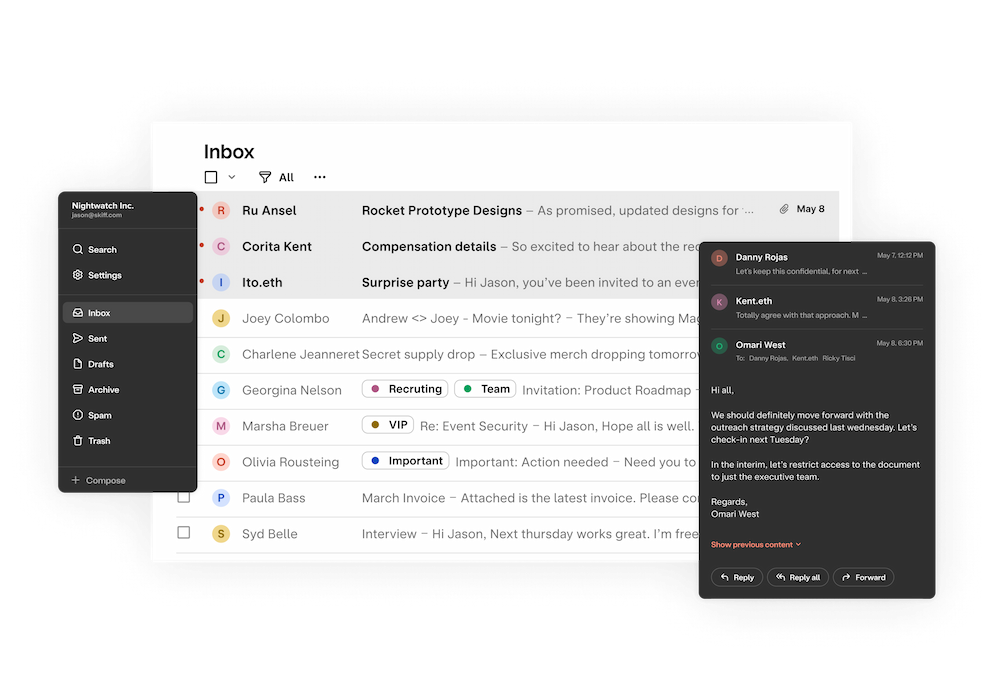 Inbox
All
Nightwatch Inc.
jason@skiff.com
Search
Settings
Inbox
Sent
Drafts
Archive
Spam
Trash
Compose
R Ru Ansel Rocket Prototype Designs – As promised, updated designs for ··· May 8
C Corita Kent Compensation details – So excited to hear about the rec
I Ito.eth Surprise party – Hi Jason, you've been invited to an ever
J Joey Colombo Andrew <> Joey - Movie tonight? – They're showing Mag
C Charlene Jeanneret Secret supply drop – Exclusive merch dropping tomorrow
G Georgina Nelson Recruting Team Invitation: Product Roadmap –
M Marsha Breuer VIP Re: Event Security – Hi Jason, Hope all is well.
O Olivia Rousteing Important Important: Action needed – Need you to
P Paula Bass March Invoice – Attached is the latest invoice. Please con
S Syd Belle Interview – Hi Jason, Next thursday works great. I'm free
D Danny Rojas May 7, 12:12 PM
Let's keep this confidential, for next ...
K Kent.eth May 8, 3:26 PM
Totally agree with that approach. M ...
O Omari West May 8, 6:30 PM
To: Danny Rojas, Kent.eth Ricky Tisci
Hi all,
We should definitely move forward with the
outreach strategy discussed last wednesday. Let's
check-in next Tuesday?
In the interim, let's restrict access to the document
to just the executive team.
Regards,
Omari West
Show previous content
Reply Reply all Forward